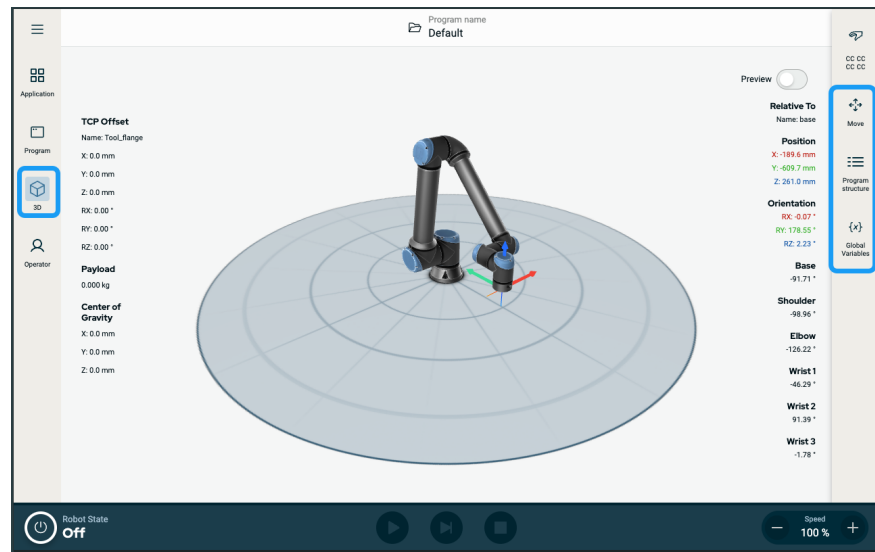 Program name
Default
Application
Program
3D
Operator
TCP Offset
Name: Tool_flange
X: 0.0 mm
Y: 0.0 mm
Z: 0.0 mm
RX: 0.00 °
RY: 0.00 °
RZ: 0.00 °
Payload
0.000 kg
Center of
Gravity
X: 0.0 mm
Y: 0.0 mm
Z: 0.0 mm
Preview
Relative To
Name: base
Position
X: -189.6 mm
Y: -609.7 mm
Z: 261.0 mm
Orientation
RX: -0.07 °
RY: 178.55 °
RZ: 2.23 °
Base
-91.71 °
Shoulder
-98.96 °
Elbow
-126.22 °
Wrist 1
-46.29 °
Wrist 2
91.39 °
Wrist 3
-1.78 °
CC CC
CC CC
Move
Program
structure
{x}
Global
Variables
Robot State
Off
Speed
100 %